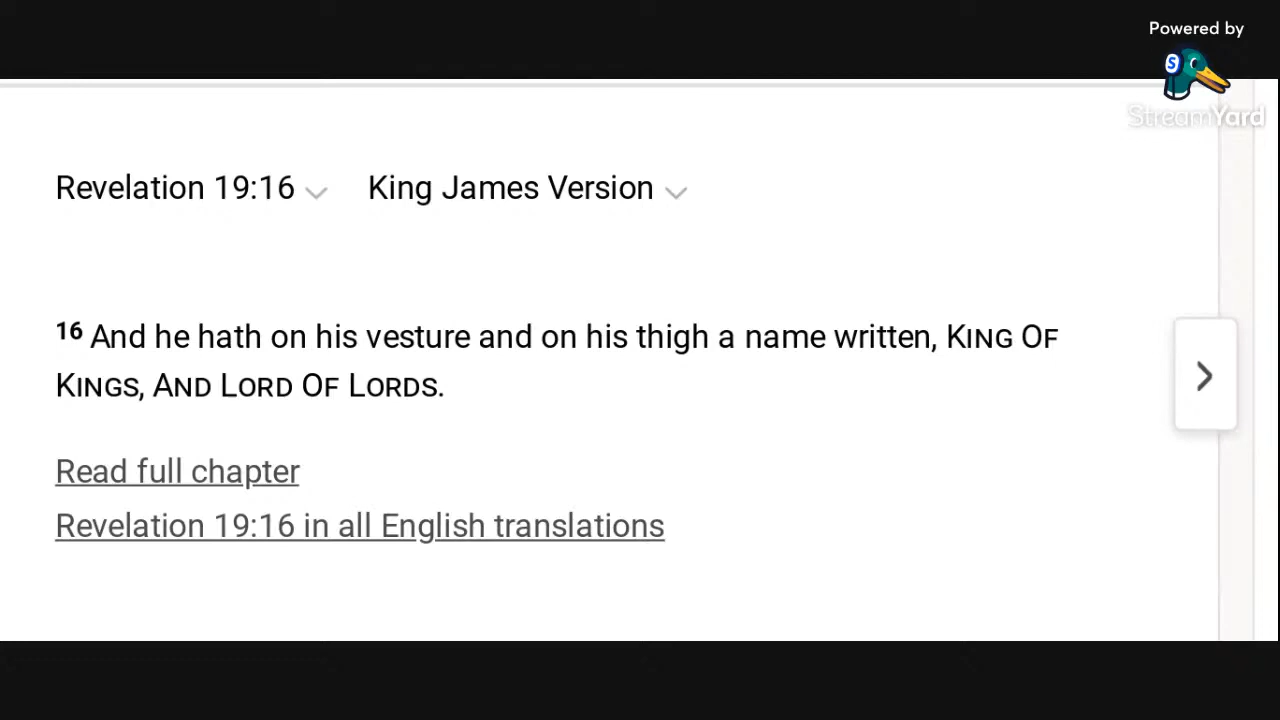 Powered by
S
StreamYard
Revelation 19:16 King James Version
16 And he hath on his vesture and on his thigh a name written, KING OF
KINGS, AND LORD OF LORDS.
Read full chapter
Revelation 19:16 in all English translations